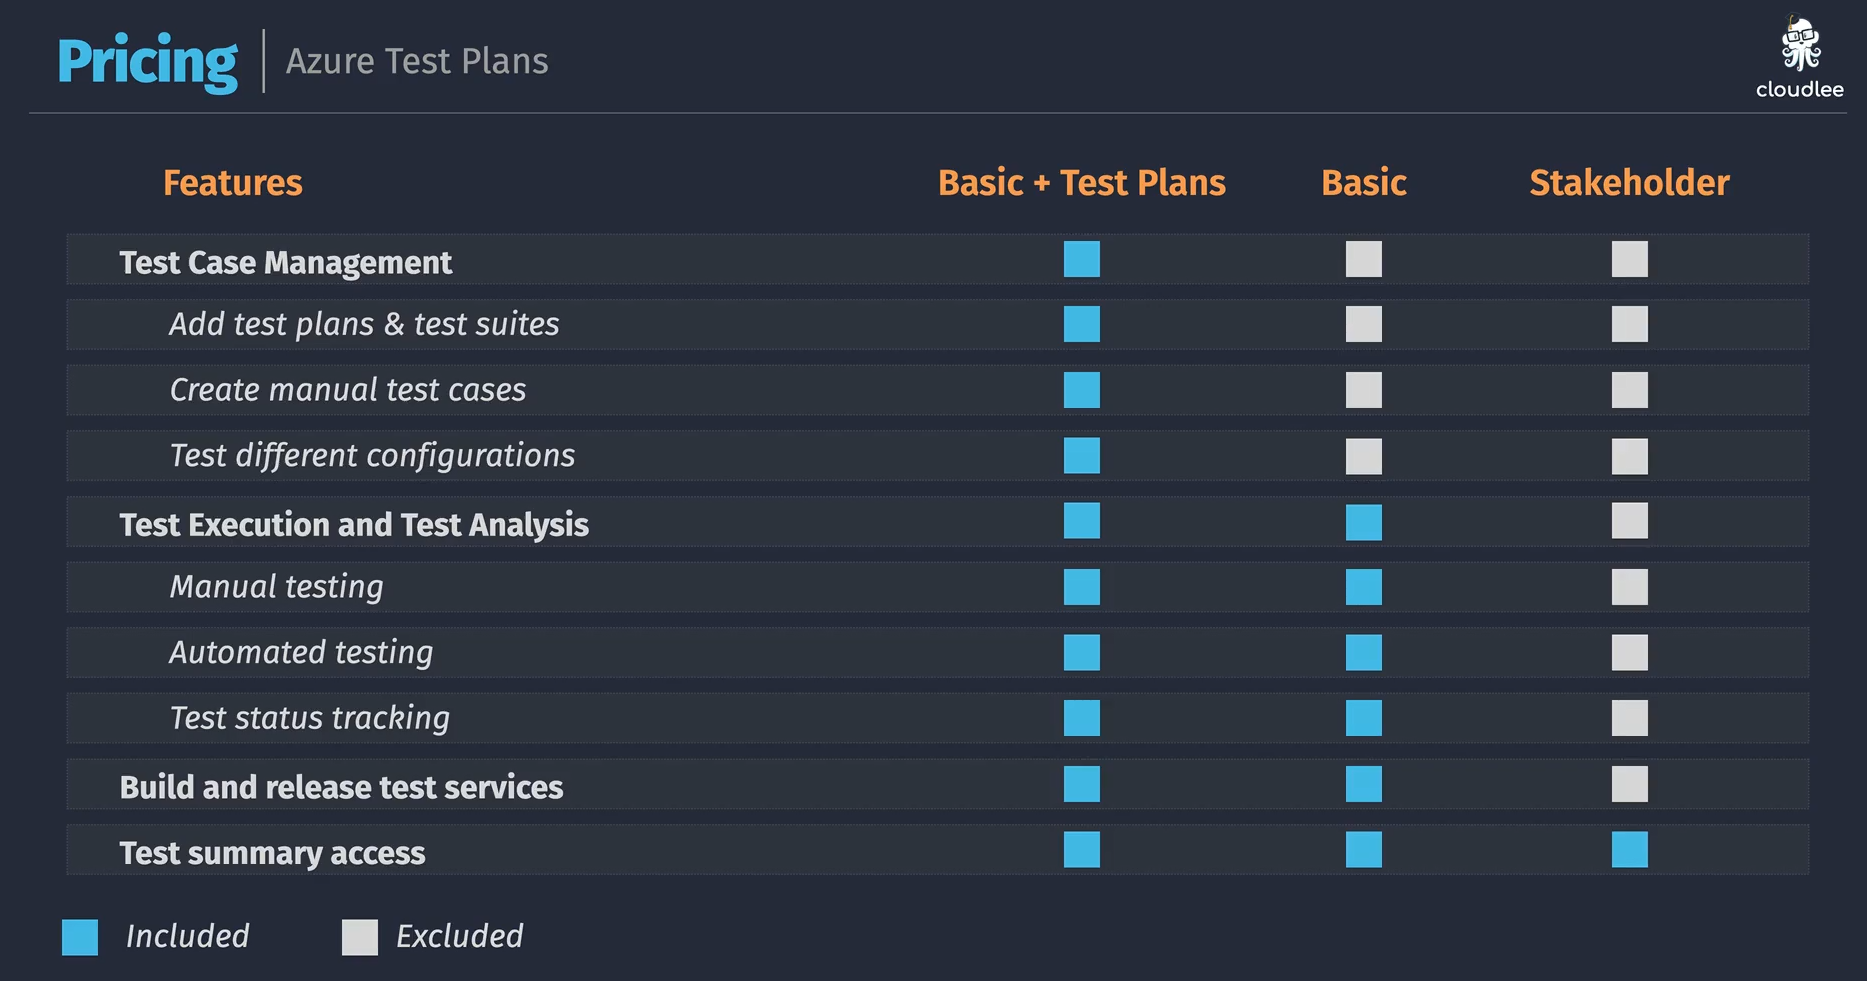 Pricing
Azure Test Plans
cloudlee
Features Basic + Test Plans Basic Stakeholder
Test Case Management
Add test plans & test suites
Create manual test cases
Test different configurations
Test Execution and Test Analysis
Manual testing
Automated testing
Test status tracking
Build and release test services
Test summary access
Included Excluded